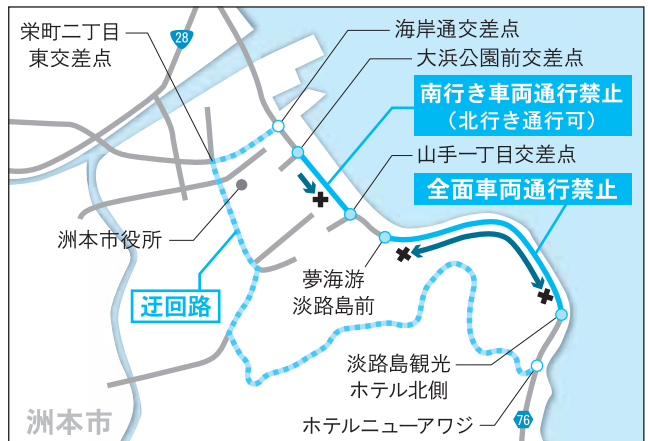 栄町二丁目
東交差点
28
海岸通交差点
大浜公園前交差点
南行き車両通行禁止
（北行き通行可）
山手一丁目交差点
全面車両通行禁止
洲本市役所
夢海游
淡路島前
迂回路
淡路島観光
ホテル北側
ホテルニューアワジ
76
洲本市